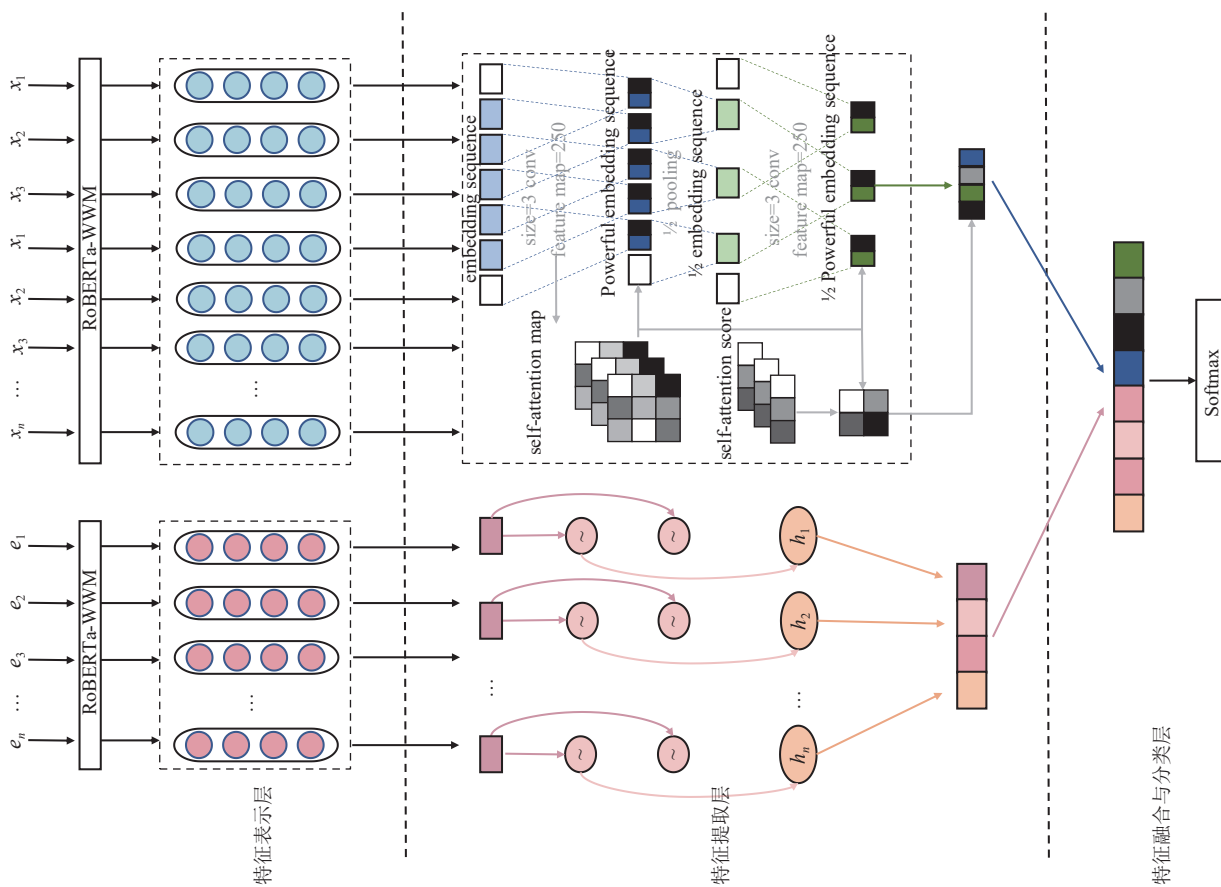 x₁
x₂
x₃
x₁
x₂
x₃
…
xₙ
RoBERTa-WWM
…
e₁
e₂
e₃
…
eₙ
RoBERTa-WWM
…
特征表示层
embedding sequence
size=3 conv
feature map=250
Powerful embedding sequence
½ pooling
½ embedding sequence
size=3 conv
feature map=250
½ Powerful embedding sequence
self-attention map
self-attention score
~
~
h₁
~
~
h₂
…
…
~
~
hₙ
特征提取层
Softmax
特征融合与分类层